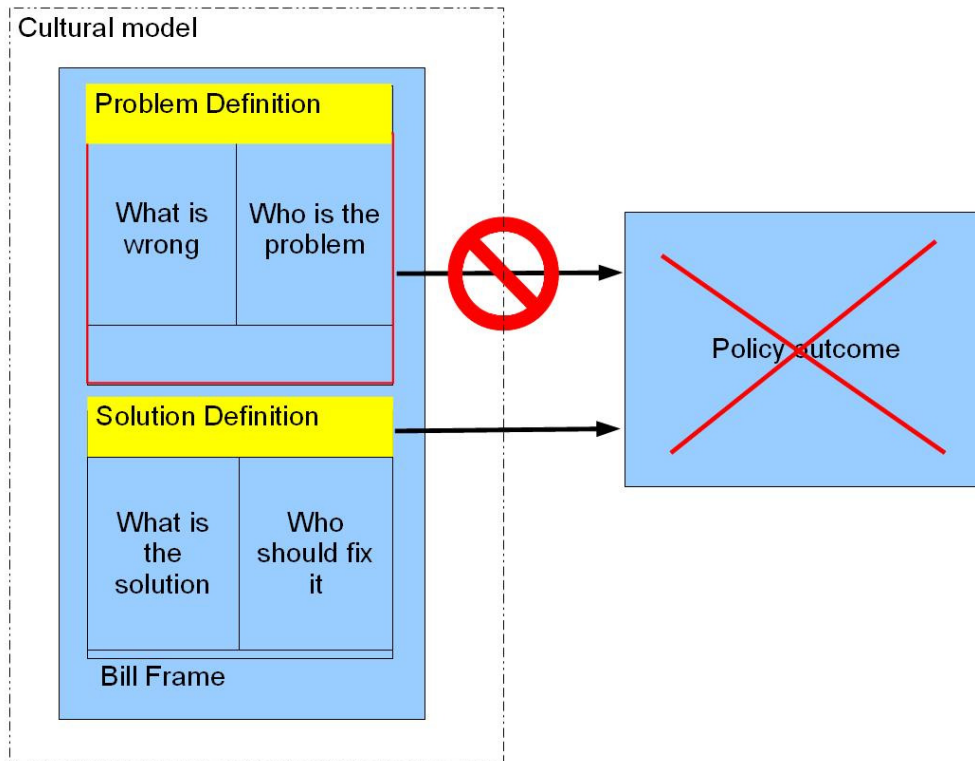 Cultural model
Problem Definition
What is
wrong
Who is the
problem
Policy outcome
Solution Definition
What is
the
solution
Who
should fix
it
Bill Frame